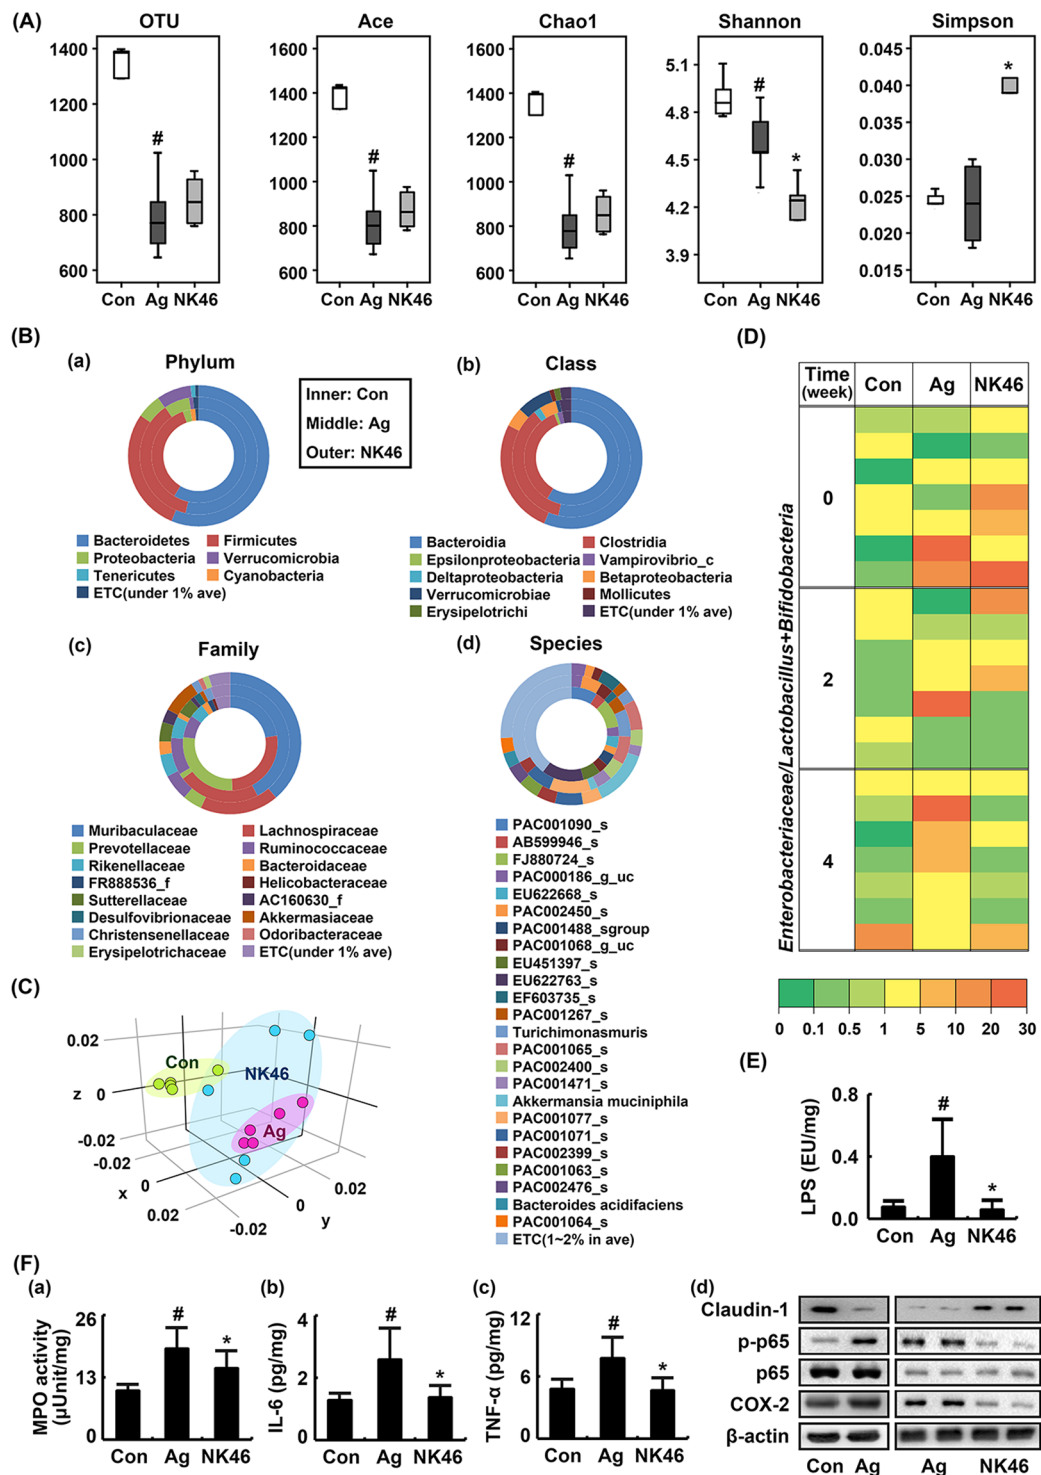 (A)
OTU
Ace
Chao1
Shannon
Simpson
1400
1200
1000
800
600
Con Ag NK46
#
1600
1400
1200
1000
800
600
Con Ag NK46
#
1600
1400
1200
1000
800
600
Con Ag NK46
#
5.1
4.8
4.5
4.2
3.9
Con Ag NK46
#
*
0.045
0.040
0.035
0.030
0.025
0.020
0.015
Con Ag NK46
*
(B)
(a)
Phylum
Inner: Con
Middle: Ag
Outer: NK46
Bacteroidetes Firmicutes
Proteobacteria Verrucomicrobia
Tenericutes Cyanobacteria
ETC(under 1% ave)
(b)
Class
Bacteroidia Clostridia
Epsilonproteobacteria Vampirovibrio_c
Deltaproteobacteria Betaproteobacteria
Verrucomicrobiae Mollicutes
Erysipelotrichi ETC(under 1% ave)
(c)
Family
Muribaculaceae Lachnospiraceae
Prevotellaceae Ruminococcaceae
Rikenellaceae Bacteroidaceae
FR888536_f Helicobacteraceae
Sutterellaceae AC160630_f
Desulfovibrionaceae Akkermasiaceae
Christensenellaceae Odoribacteraceae
Erysipelotrichaceae ETC(under 1% ave)
(d)
Species
PAC001090_s
AB599946_s
FJ880724_s
PAC000186_g_uc
EU622668_s
PAC002450_s
PAC001488_sgroup
PAC001068_g_uc
EU451397_s
EU622763_s
EF603735_s
PAC001267_s
Turichimonasmuris
PAC001065_s
PAC002400_s
PAC001471_s
Akkermansia muciniphila
PAC001077_s
PAC001071_s
PAC002399_s
PAC001063_s
PAC002476_s
Bacteroides acidifaciens
PAC001064_s
ETC(1~2% in ave)
(C)
0.02
z 0
-0.02
-0.02
x 0
0.02
-0.02
0
y
0.02
Con
NK46
Ag
(D)
Time (week) Con Ag NK46
0
2
4
Enterobacteriaceae/Lactobacillus+Bifidobacteria
0 0.1 0.5 1 5 10 20 30
(E)
LPS (EU/mg)
0.8
0.4
0.0
#
*
Con Ag NK46
(F)
(a)
MPO activity
(µUnit/mg)
26
13
0
#
*
Con Ag NK46
(b)
IL-6 (pg/mg)
4
2
0
#
*
Con Ag NK46
(c)
TNF-α (pg/mg)
12
6
0
#
*
Con Ag NK46
(d)
Claudin-1
p-p65
p65
COX-2
β-actin
Con Ag Ag NK46